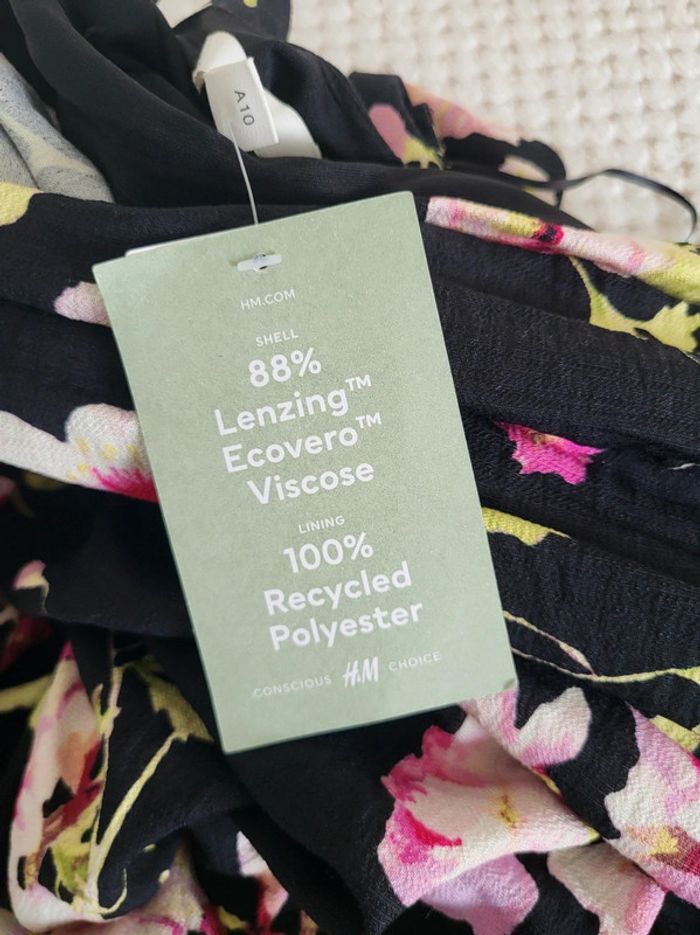 A10
HM.COM
SHELL
88%
Lenzing™
Ecovero™
Viscose
LINING
100%
Recycled
Polyester
CONSCIOUS H&M CHOICE